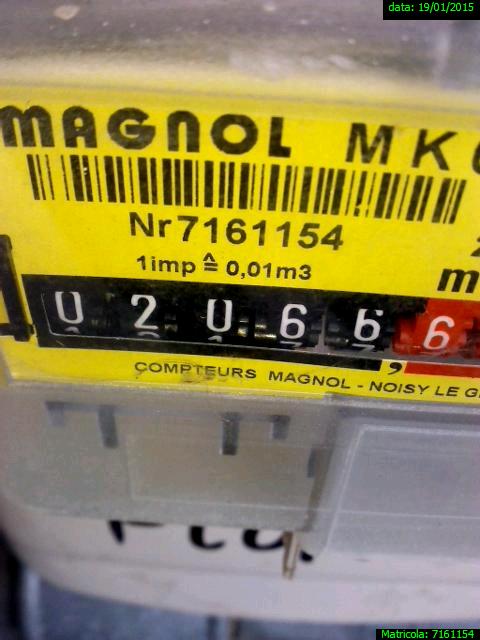 data: 19/01/2015
MAGNOL MK
Nr7161154
1imp ≙ 0,01m3
m
0 2 0 6 6 , 6
COMPTEURS MAGNOL - NOISY LE G
Matricola: 7161154